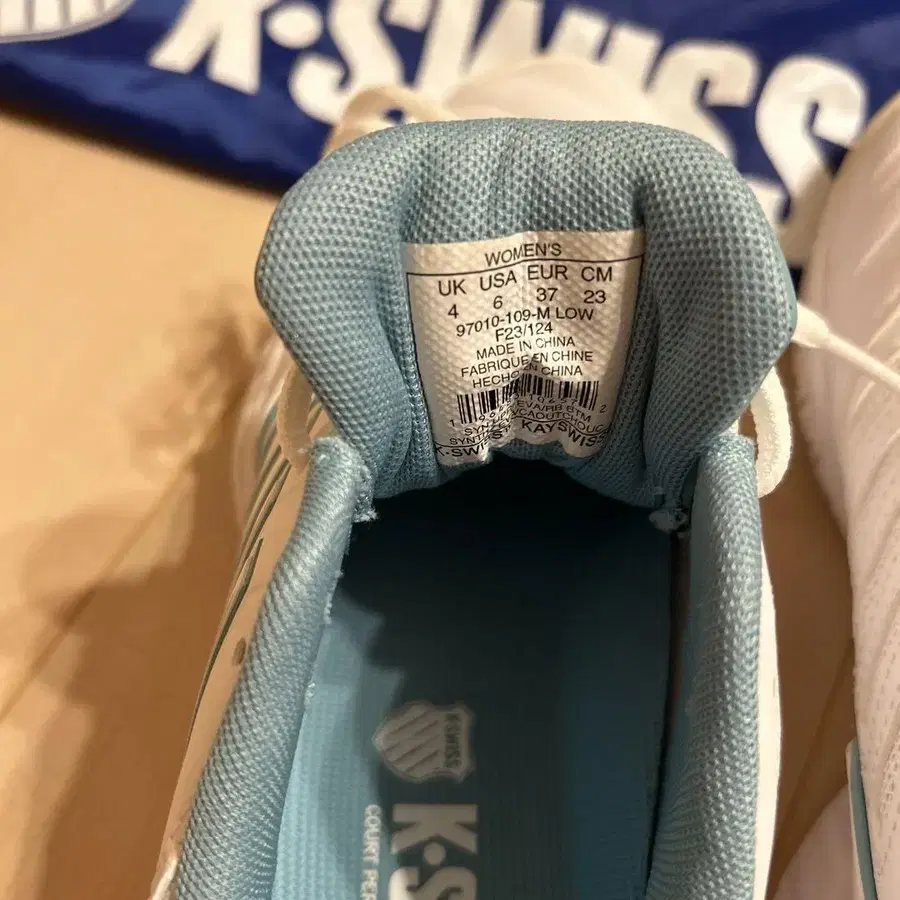 K·SWISS
WOMEN'S
UK USA EUR CM
4 6 37 23
97010-109-M LOW
F23/124
MADE IN CHINA
FABRIQUE EN CHINE
HECHO EN CHINA
K-SWISS KAYSWISS
K·SWISS
K·S
COURT PER